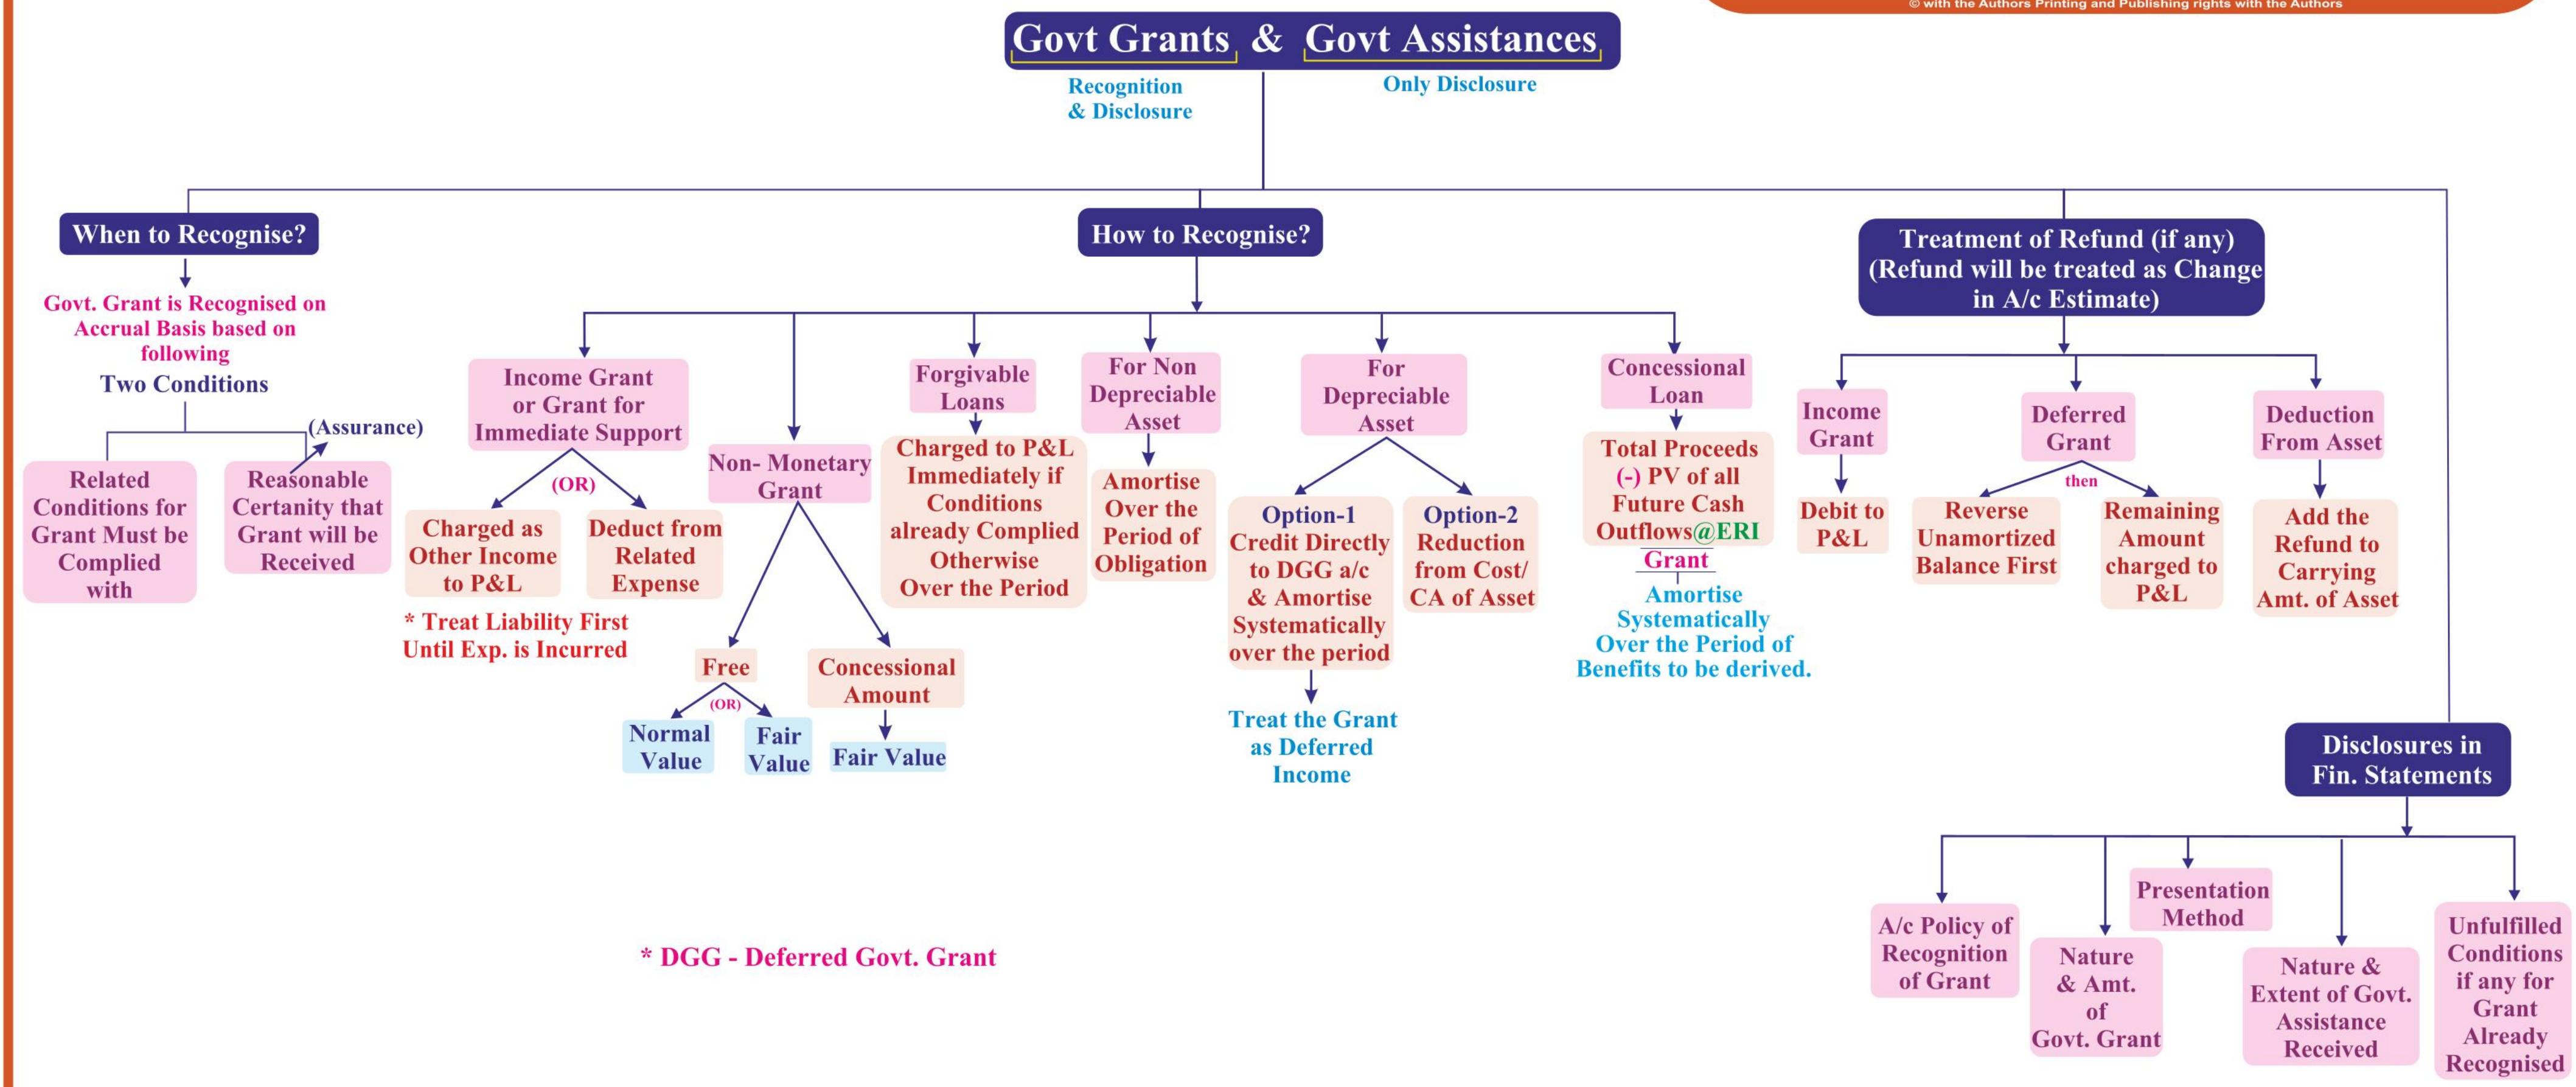 © with the Authors Printing and Publishing rights with the Authors
Govt Grants & Govt Assistances
Recognition
& Disclosure
Only Disclosure
When to Recognise?
Govt. Grant is Recognised on
Accrual Basis based on
following
Two Conditions
(Assurance)
Related
Conditions for
Grant Must be
Complied
with
Reasonable
Certanity that
Grant will be
Received
How to Recognise?
Income Grant
or Grant for
Immediate Support
(OR)
Charged as
Other Income
to P&L
Deduct from
Related
Expense
* Treat Liability First
Until Exp. is Incurred
Non- Monetary
Grant
Free
(OR)
Normal
Value
Fair
Value
Concessional
Amount
Fair Value
Forgivable
Loans
Charged to P&L
Immediately if
Conditions
already Complied
Otherwise
Over the Period
For Non
Depreciable
Asset
Amortise
Over the
Period of
Obligation
For
Depreciable
Asset
Option-1
Credit Directly
to DGG a/c
& Amortise
Systematically
over the period
Treat the Grant
as Deferred
Income
Option-2
Reduction
from Cost/
CA of Asset
Concessional
Loan
Total Proceeds
(-) PV of all
Future Cash
Outflows@ERI
Grant
Amortise
Systematically
Over the Period of
Benefits to be derived.
Treatment of Refund (if any)
(Refund will be treated as Change
in A/c Estimate)
Income
Grant
Debit to
P&L
Deferred
Grant
then
Reverse
Unamortized
Balance First
Remaining
Amount
charged to
P&L
Deduction
From Asset
Add the
Refund to
Carrying
Amt. of Asset
Disclosures in
Fin. Statements
A/c Policy of
Recognition
of Grant
Nature
& Amt.
of
Govt. Grant
Presentation
Method
Nature &
Extent of Govt.
Assistance
Received
Unfulfilled
Conditions
if any for
Grant
Already
Recognised
* DGG - Deferred Govt. Grant